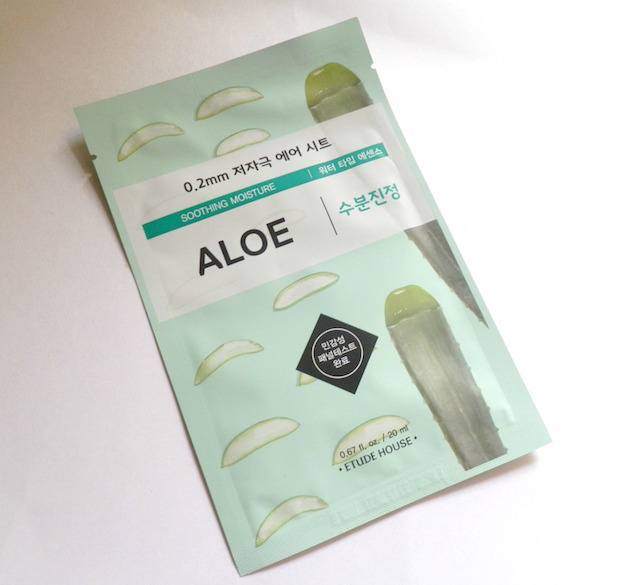 0.2mm 저자극 에어 시트
SOOTHING MOISTURE | 워터 타입 에센스
ALOE | 수분진정
민감성
패널테스트
완료
0.67 fl. oz. / 20 ml
• ETUDE HOUSE •